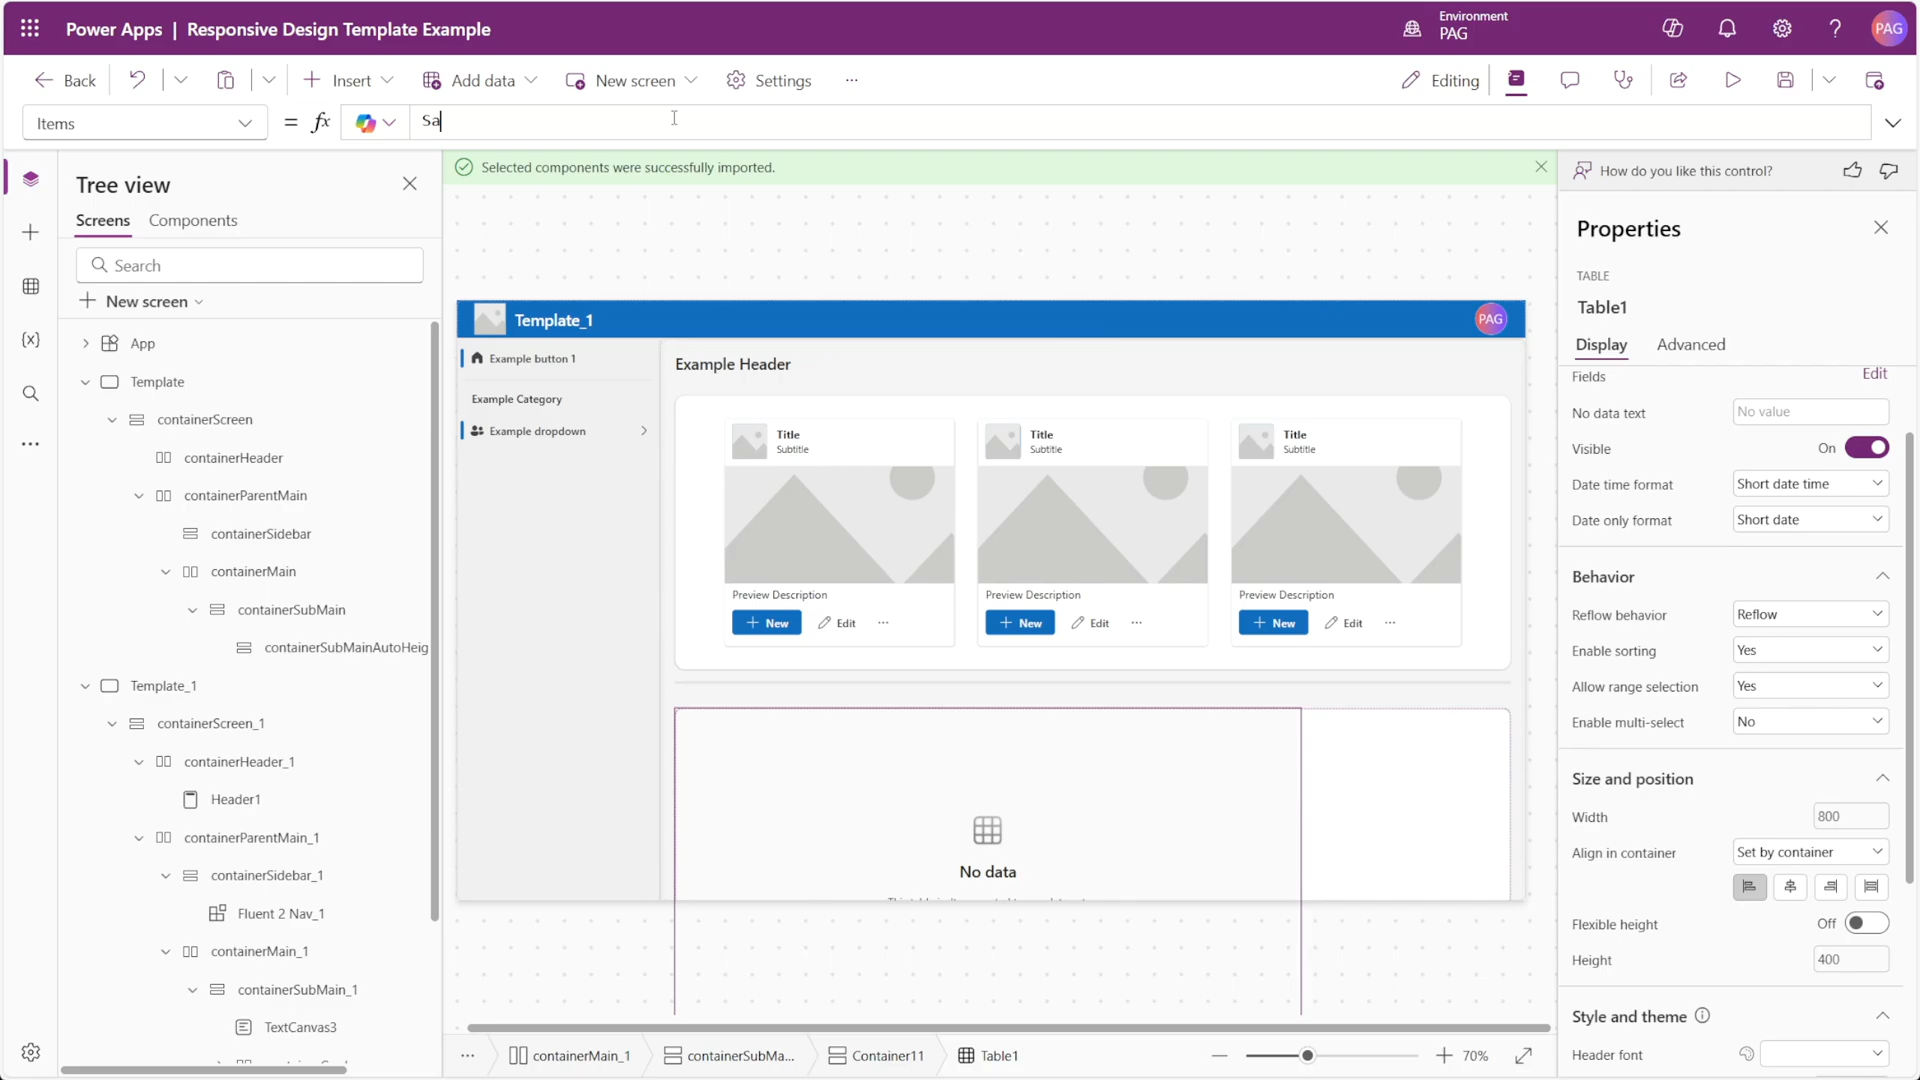 Power Apps | Responsive Design Template Example
Environment
PAG
PAG
Back
Insert
Add data
New screen
Settings
Editing
Items
= fx
Sa
Tree view
Screens
Components
Search
New screen
App
Template
containerScreen
containerHeader
containerParentMain
containerSidebar
containerMain
containerSubMain
containerSubMainAutoHeig
Template_1
containerScreen_1
containerHeader_1
Header1
containerParentMain_1
containerSidebar_1
Fluent 2 Nav_1
containerMain_1
containerSubMain_1
TextCanvas3
Selected components were successfully imported.
Template_1
PAG
Example button 1
Example Category
Example dropdown
Example Header
Title
Subtitle
Preview Description
New
Edit
Title
Subtitle
Preview Description
New
Edit
Title
Subtitle
Preview Description
New
Edit
No data
containerMain_1
containerSubMa...
Container11
Table1
70%
How do you like this control?
Properties
TABLE
Table1
Display
Advanced
Fields
Edit
No data text
No value
Visible
On
Date time format
Short date time
Date only format
Short date
Behavior
Reflow behavior
Reflow
Enable sorting
Yes
Allow range selection
Yes
Enable multi-select
No
Size and position
Width
800
Align in container
Set by container
Flexible height
Off
Height
400
Style and theme
Header font